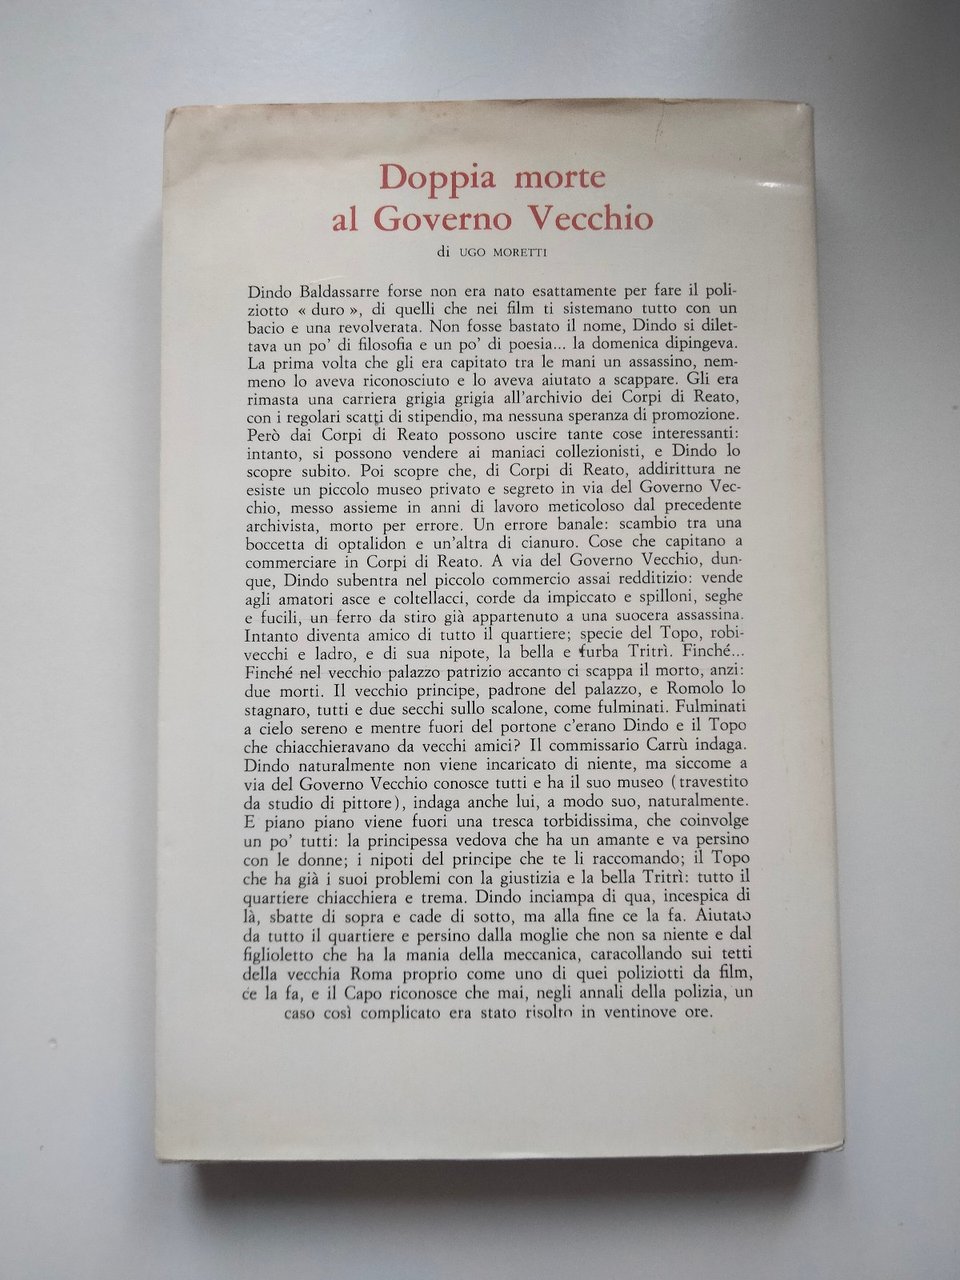 Doppia morte
al Governo Vecchio
di UGO MORETTI
Dindo Baldassarre forse non era nato esattamente per fare il poli-
ziotto « duro », di quelli che nei film ti sistemano tutto con un
bacio e una revolverata. Non fosse bastato il nome, Dindo si dilet-
tava un po' di filosofia e un po' di poesia... la domenica dipingeva.
La prima volta che gli era capitato tra le mani un assassino, nem-
meno lo aveva riconosciuto e lo aveva aiutato a scappare. Gli era
rimasta una carriera grigia grigia all'archivio dei Corpi di Reato,
con i regolari scatti di stipendio, ma nessuna speranza di promozione.
Però dai Corpi di Reato possono uscire tante cose interessanti:
intanto, si possono vendere ai maniaci collezionisti, e Dindo lo
scopre subito. Poi scopre che, di Corpi di Reato, addirittura ne
esiste un piccolo museo privato e segreto in via del Governo Vec-
chio, messo assieme in anni di lavoro meticoloso dal precedente
archivista, morto per errore. Un errore banale: scambio tra una
boccetta di optalidon e un'altra di cianuro. Cose che capitano a
commerciare in Corpi di Reato. A via del Governo Vecchio, dun-
que, Dindo subentra nel piccolo commercio assai redditizio: vende
agli amatori asce e coltellacci, corde da impiccato e spilloni, seghe
e fucili, un ferro da stiro già appartenuto a una suocera assassina.
Intanto diventa amico di tutto il quartiere; specie del Topo, robi-
vecchi e ladro, e di sua nipote, la bella e furba Tritrì. Finché...
Finché nel vecchio palazzo patrizio accanto ci scappa il morto, anzi:
due morti. Il vecchio principe, padrone del palazzo, e Romolo lo
stagnaro, tutti e due secchi sullo scalone, come fulminati. Fulminati
a cielo sereno e mentre fuori del portone c'erano Dindo e il Topo
che chiacchieravano da vecchi amici? Il commissario Carrù indaga.
Dindo naturalmente non viene incaricato di niente, ma siccome a
via del Governo Vecchio conosce tutti e ha il suo museo (travestito
da studio di pittore), indaga anche lui, a modo suo, naturalmente.
E piano piano viene fuori una tresca torbidissima, che coinvolge
un po' tutti: la principessa vedova che ha un amante e va persino
con le donne; i nipoti del principe che te li raccomando; il Topo
che ha già i suoi problemi con la giustizia e la bella Tritrì: tutto il
quartiere chiacchiera e trema. Dindo inciampa di qua, incespica di
là, sbatte di sopra e cade di sotto, ma alla fine ce la fa. Aiutato
da tutto il quartiere e persino dalla moglie che non sa niente e dal
figlioletto che ha la mania della meccanica, caracollando sui tetti
della vecchia Roma proprio come uno di quei poliziotti da film,
ce la fa, e il Capo riconosce che mai, negli annali della polizia, un
caso così complicato era stato risolto in ventinove ore.